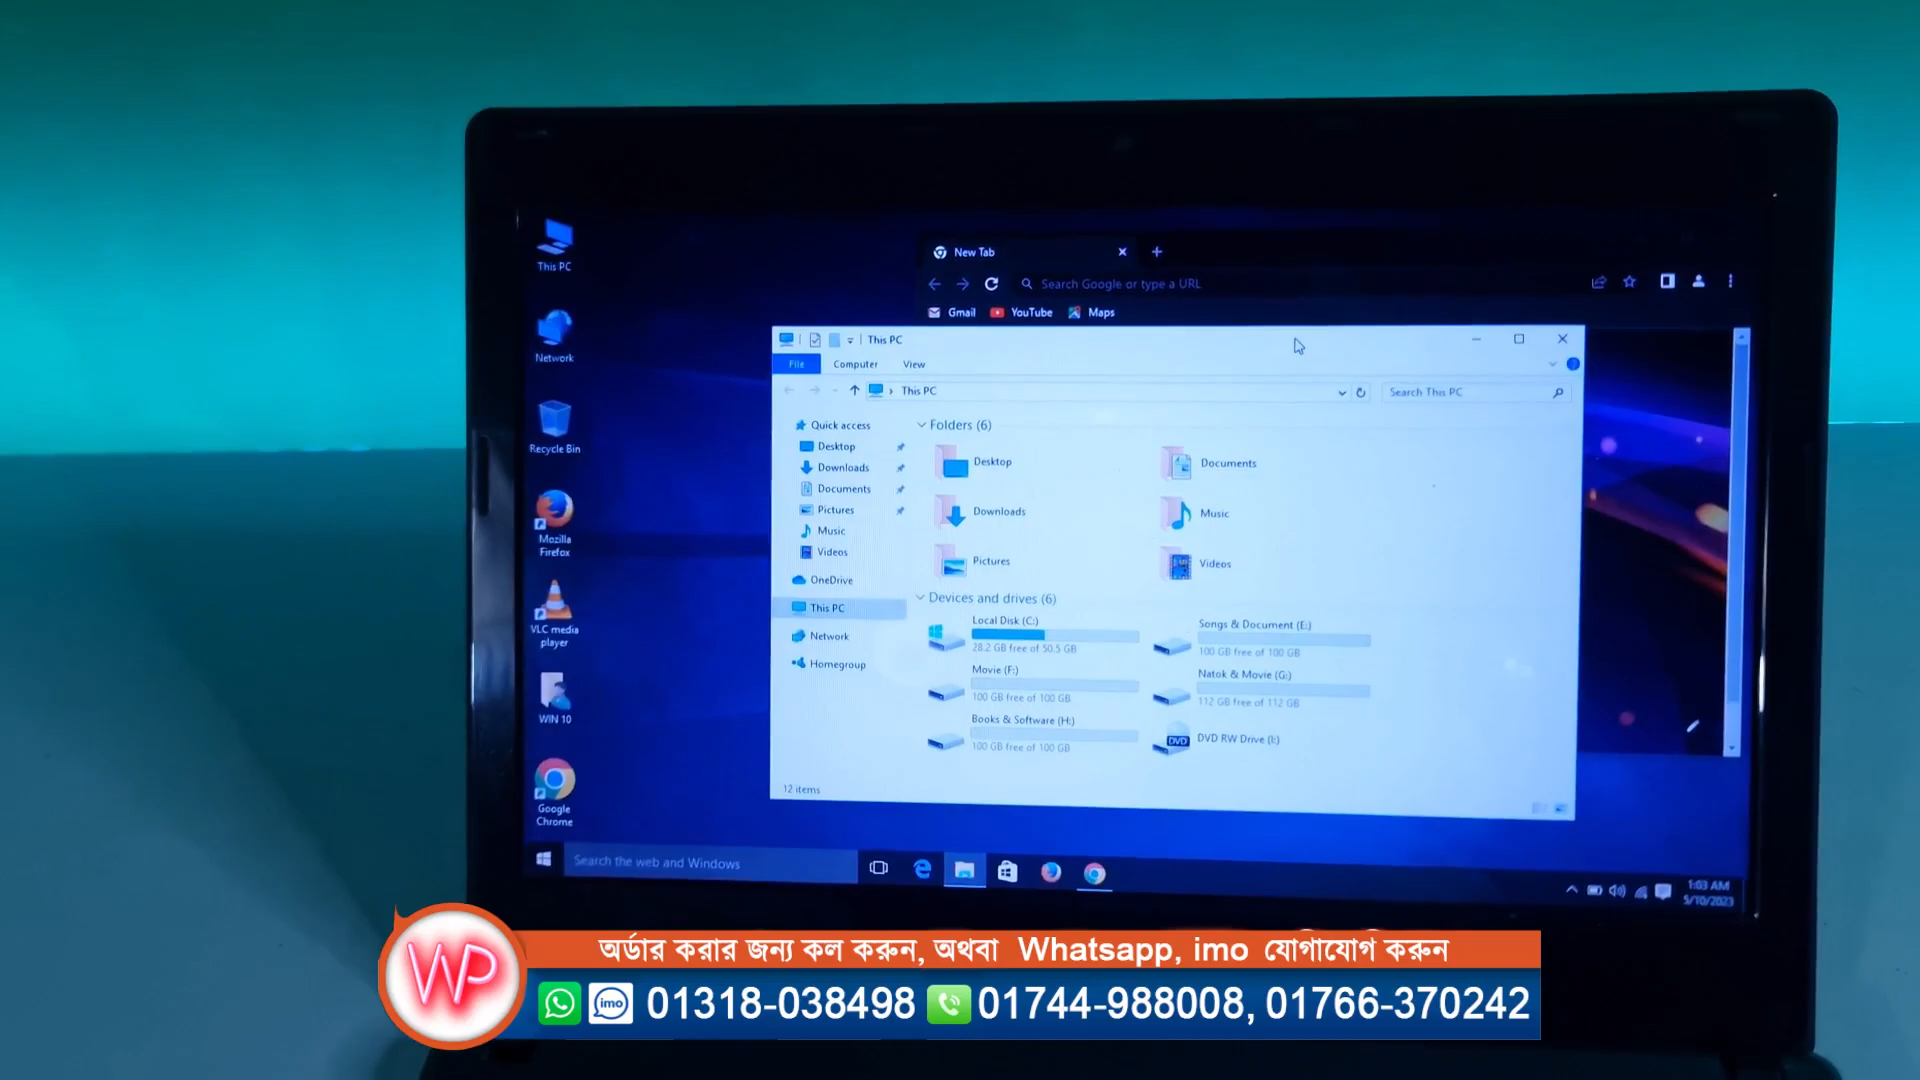 This PC
Network
Recycle Bin
Mozilla
Firefox
VLC media
player
WIN 10
Google
Chrome
New Tab
Search Google or type a URL
Gmail YouTube Maps
This PC
File Computer View
This PC
Search This PC
Quick access
Desktop
Downloads
Documents
Pictures
Music
Videos
OneDrive
This PC
Network
Homegroup
Folders (6)
Desktop
Documents
Downloads
Music
Pictures
Videos
Devices and drives (6)
Local Disk (C:)
28.2 GB free of 50.5 GB
Songs & Document (E:)
100 GB free of 100 GB
Movie (F:)
100 GB free of 100 GB
Natok & Movie (G:)
112 GB free of 112 GB
Books & Software (H:)
100 GB free of 100 GB
DVD
DVD RW Drive (I:)
12 items
Search the web and Windows
1:03 AM
5/10/2023
WP
অর্ডার করার জন্য কল করুন, অথবা Whatsapp, imo যোগাযোগ করুন
imo 01318-038498 01744-988008, 01766-370242